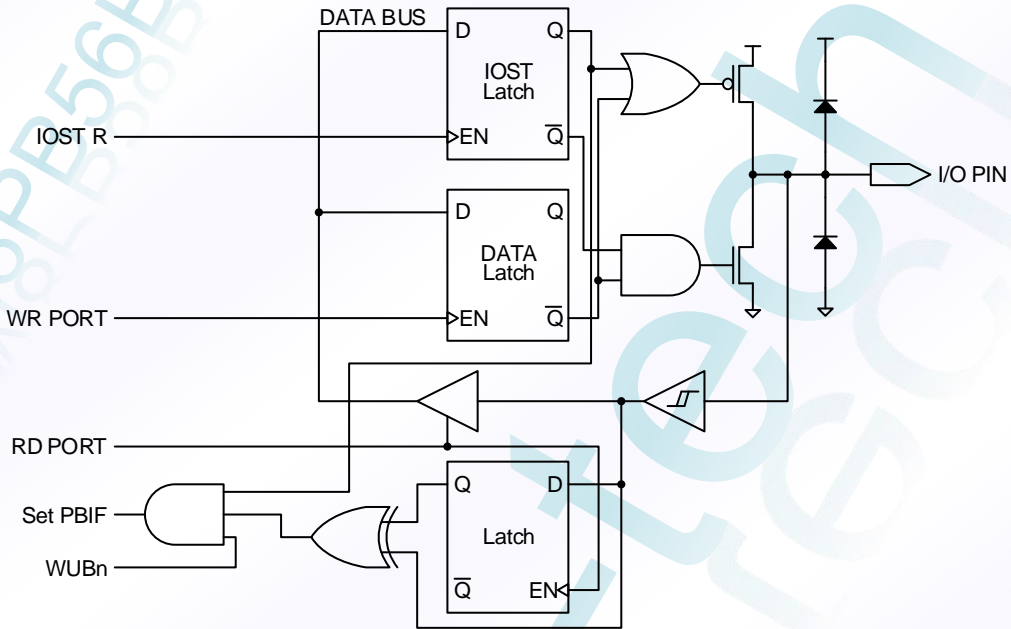 DATA BUS
D Q
IOST
Latch
IOST R
EN Q
I/O PIN
D Q
DATA
Latch
WR PORT
EN Q
RD PORT
Q D
Set PBIF
Latch
WUBn
Q EN
tech